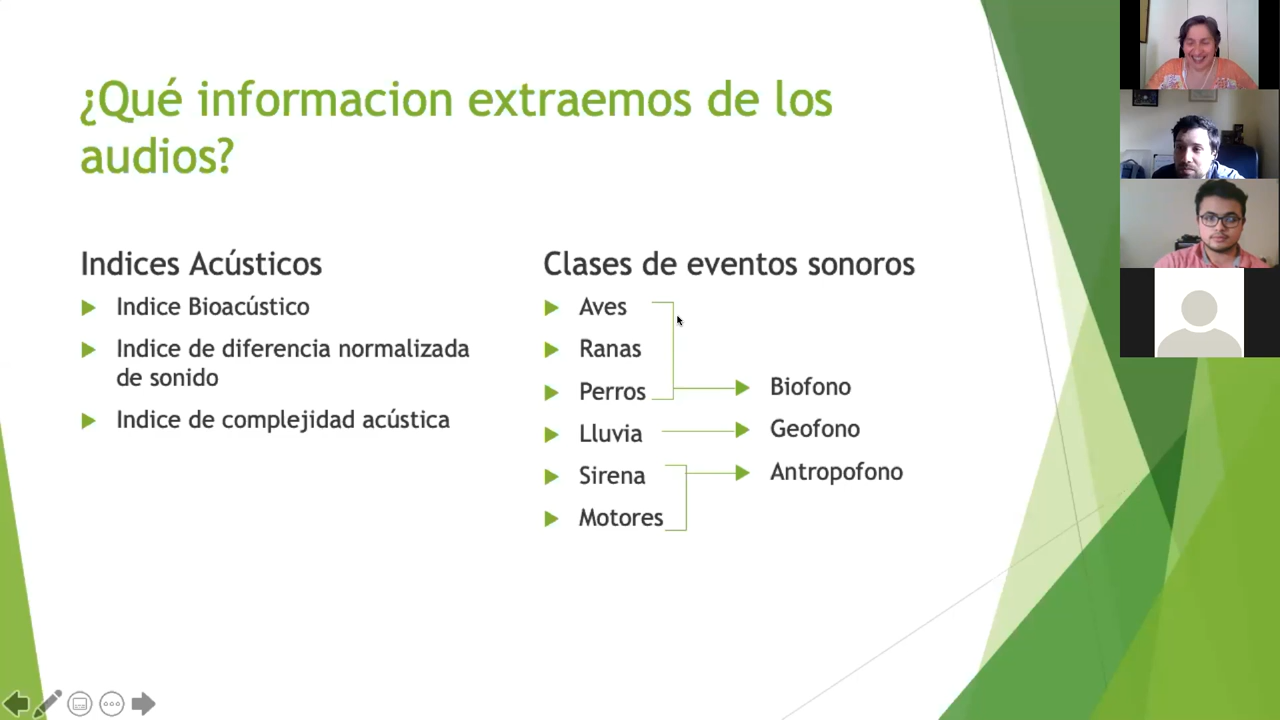 ¿Qué informacion extraemos de los
audios?
Indices Acústicos
Indice Bioacústico
Indice de diferencia normalizada
de sonido
Indice de complejidad acústica
Clases de eventos sonoros
Aves
Ranas
Perros
Lluvia
Sirena
Motores
Biofono
Geofono
Antropofono